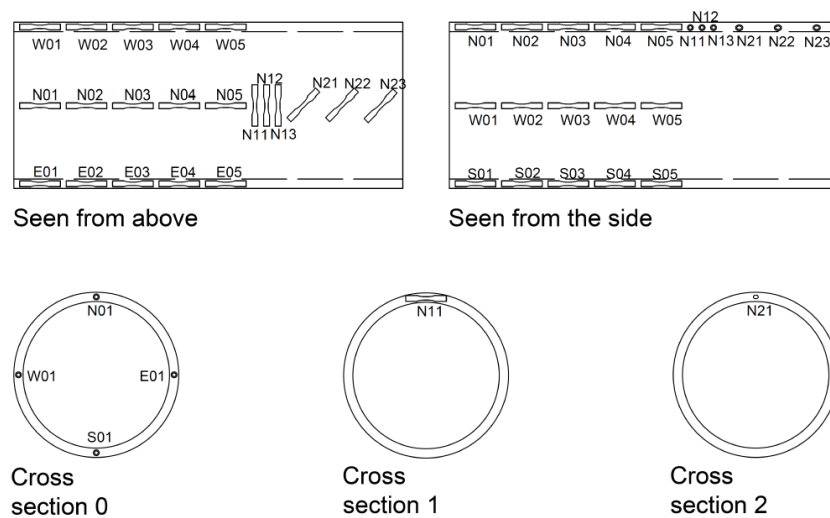 W01 W02 W03 W04 W05
N12
N01 N02 N03 N04 N05 N21 N22 N23
N11 N13
E01 E02 E03 E04 E05
Seen from above
N12
N01 N02 N03 N04 N05 N11 N13 N21 N22 N23
W01 W02 W03 W04 W05
S01 S02 S03 S04 S05
Seen from the side
N01
W01 E01
S01
Cross
section 0
N11
Cross
section 1
N21
Cross
section 2